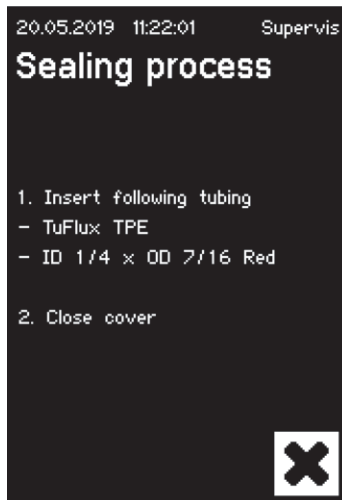 20.05.2019 11:22:01 Supervis
Sealing process
1. Insert following tubing
- TuFlux TPE
- ID 1/4 x OD 7/16 Red
2. Close cover